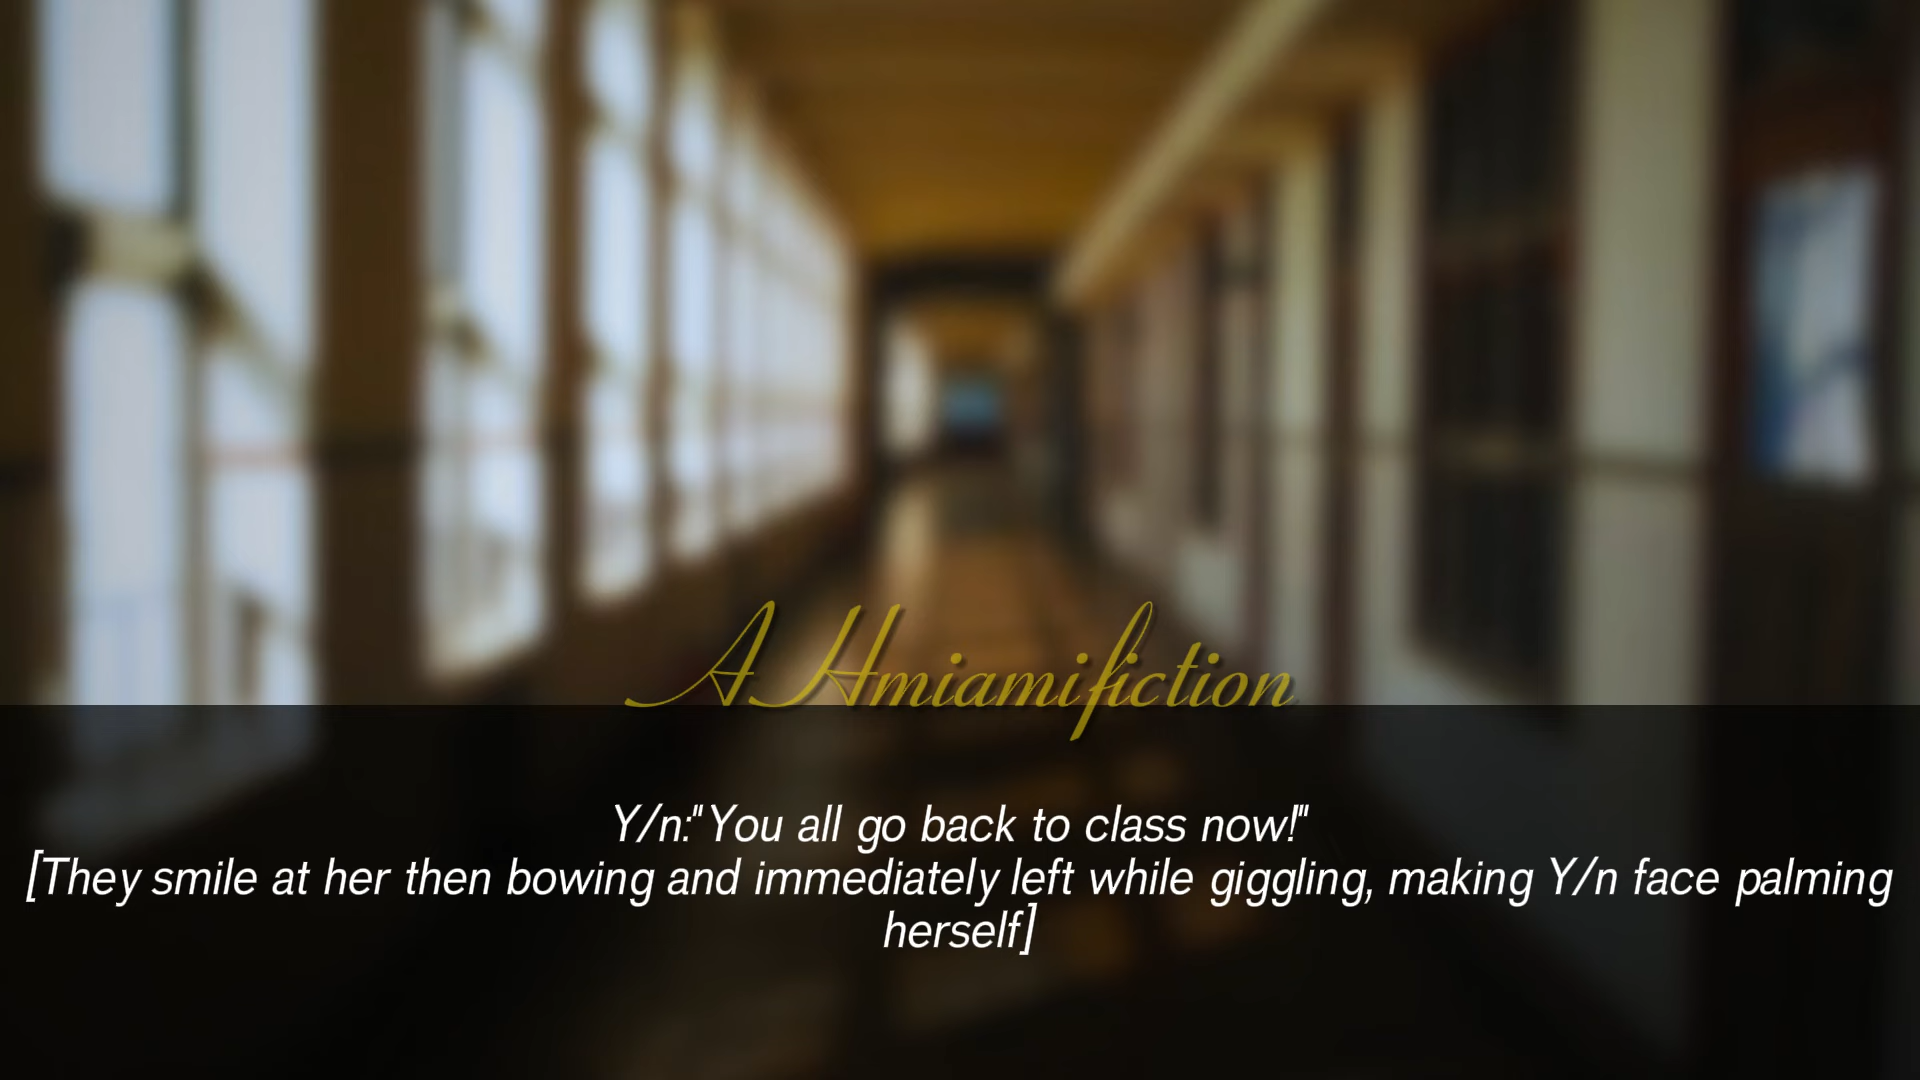 A Hmiamifiction
Y/n:"You all go back to class now!"
[They smile at her then bowing and immediately left while giggling, making Y/n face palming
herself]